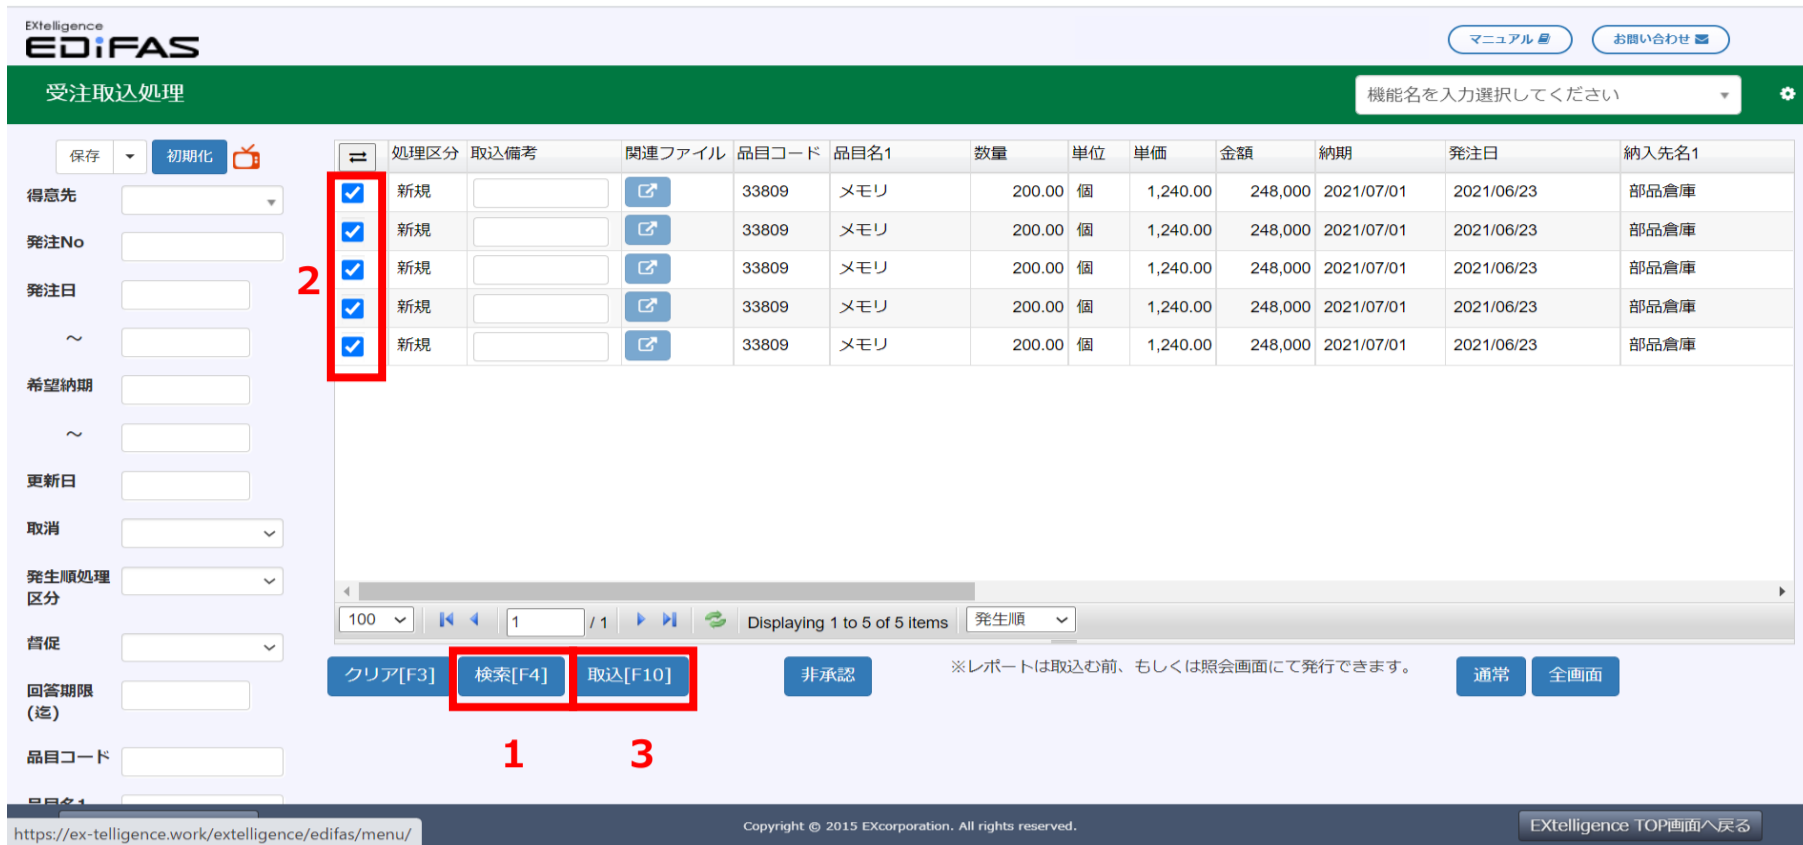 EXtelligence
EDiFAS
マニュアル
お問い合わせ
受注取込処理
機能名を入力選択してください
保存
初期化
得意先
発注No
発注日
～
希望納期
～
更新日
取消
発生順処理
区分
督促
回答期限
(迄)
品目コード
処理区分 取込備考 関連ファイル 品目コード 品目名1 数量 単位 単価 金額 納期 発注日 納入先名1
新規 33809 メモリ 200.00 個 1,240.00 248,000 2021/07/01 2021/06/23 部品倉庫
新規 33809 メモリ 200.00 個 1,240.00 248,000 2021/07/01 2021/06/23 部品倉庫
新規 33809 メモリ 200.00 個 1,240.00 248,000 2021/07/01 2021/06/23 部品倉庫
新規 33809 メモリ 200.00 個 1,240.00 248,000 2021/07/01 2021/06/23 部品倉庫
新規 33809 メモリ 200.00 個 1,240.00 248,000 2021/07/01 2021/06/23 部品倉庫
2
100 1 / 1 Displaying 1 to 5 of 5 items 発生順
クリア[F3] 検索[F4] 取込[F10] 非承認 ※レポートは取込む前、もしくは照会画面にて発行できます。 通常 全画面
1 3
https://ex-telligence.work/extelligence/edifas/menu/
Copyright © 2015 EXcorporation. All rights reserved.
EXtelligence TOP画面へ戻る